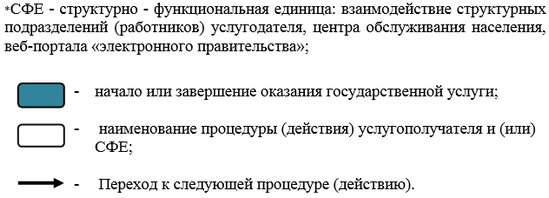 *СФЕ - структурно - функциональная единица: взаимодействие структурных
подразделений (работников) услугодателя, центра обслуживания населения,
веб-портала «электронного правительства»;
- начало или завершение оказания государственной услуги;
- наименование процедуры (действия) услугополучателя и (или)
СФЕ;
- Переход к следующей процедуре (действию).